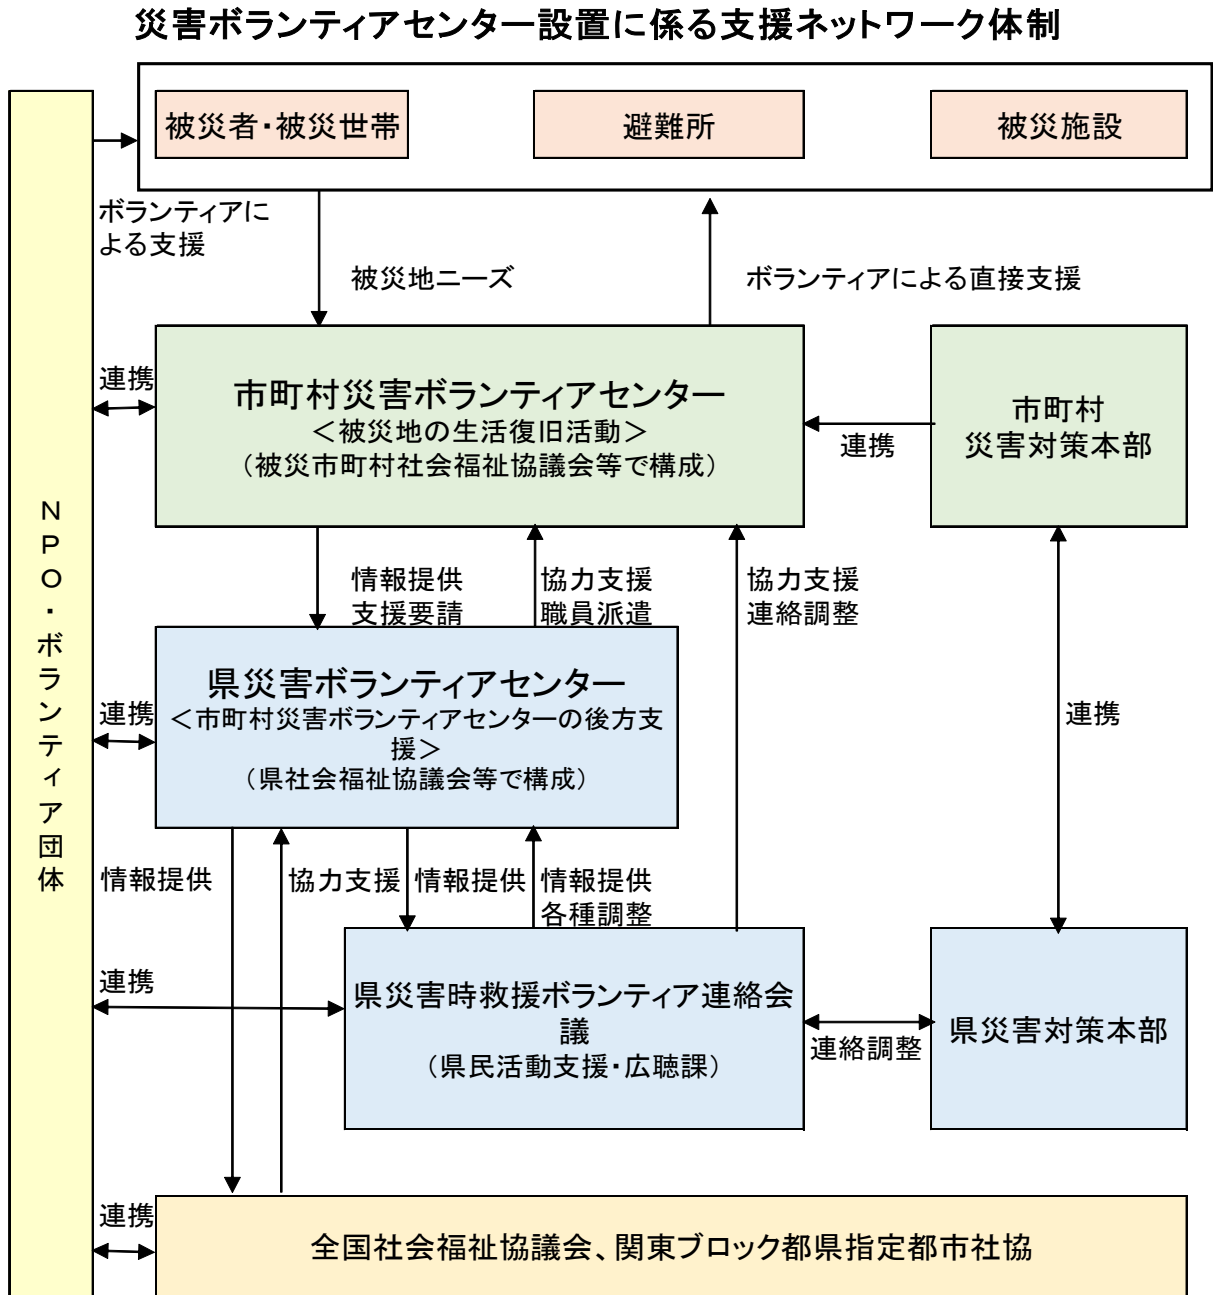 災害ボランティアセンター設置に係る支援ネットワーク体制
被災者・被災世帯
避難所
被災施設
ボランティアに
よる支援
被災地ニーズ
ボランティアによる直接支援
連携
市町村災害ボランティアセンター
＜被災地の生活復旧活動＞
（被災市町村社会福祉協議会等で構成）
連携
市町村
災害対策本部
NPO・ボランティア団体
情報提供
支援要請
協力支援
職員派遣
協力支援
連絡調整
連携
県災害ボランティアセンター
＜市町村災害ボランティアセンターの後方支
援＞
（県社会福祉協議会等で構成）
連携
情報提供
協力支援
情報提供
情報提供
各種調整
連携
県災害時救援ボランティア連絡会
議
（県民活動支援・広聴課）
連絡調整
県災害対策本部
連携
全国社会福祉協議会、関東ブロック都県指定都市社協